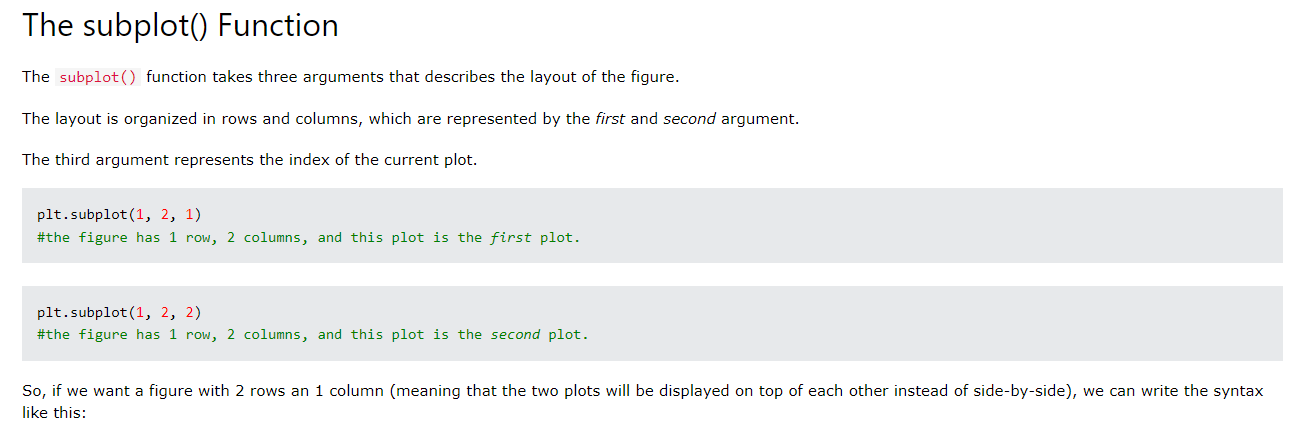 The subplot() Function
The subplot() function takes three arguments that describes the layout of the figure.
The layout is organized in rows and columns, which are represented by the first and second argument.
The third argument represents the index of the current plot.
plt.subplot(1, 2, 1)
#the figure has 1 row, 2 columns, and this plot is the first plot.
plt.subplot(1, 2, 2)
#the figure has 1 row, 2 columns, and this plot is the second plot.
So, if we want a figure with 2 rows an 1 column (meaning that the two plots will be displayed on top of each other instead of side-by-side), we can write the syntax
like this: